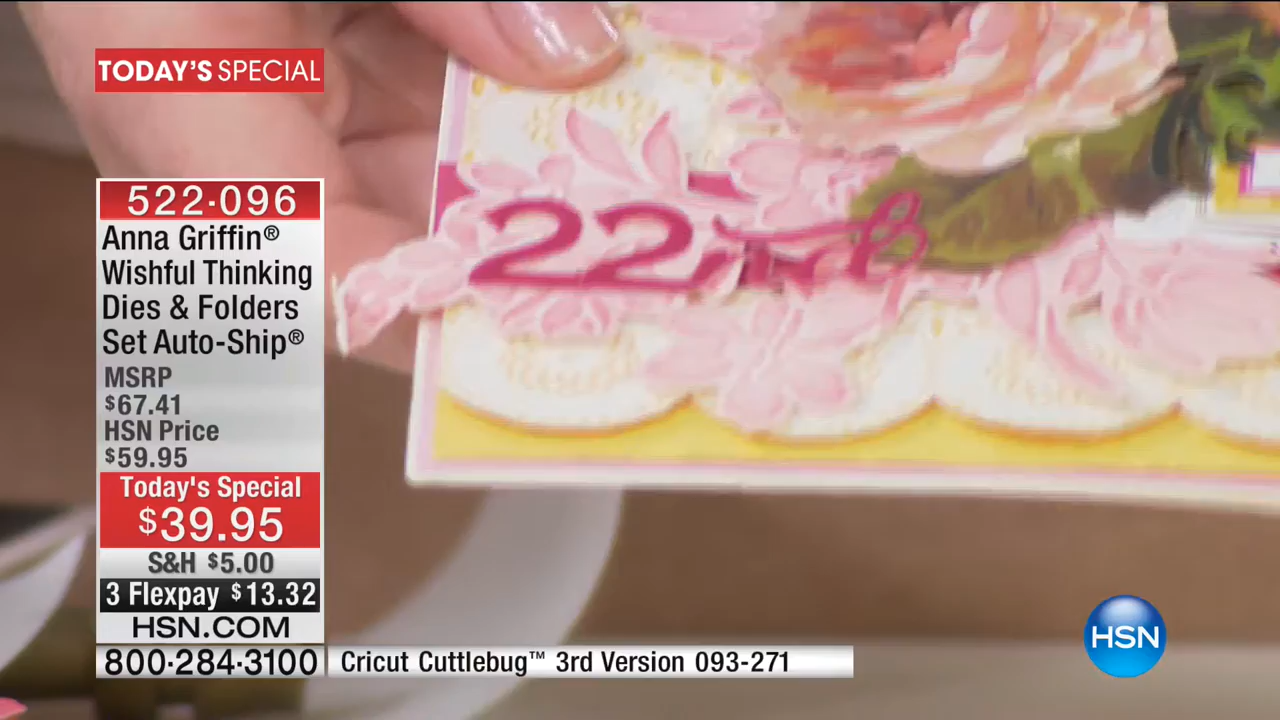 TODAY'S SPECIAL
522·096
Anna Griffin®
Wishful Thinking
Dies & Folders
Set Auto-Ship®
MSRP
$67.41
HSN Price
$59.95
Today's Special
$39.95
S&H $5.00
3 Flexpay $13.32
HSN.COM
800·284·3100
Cricut Cuttlebug™ 3rd Version 093-271
HSN
22nd